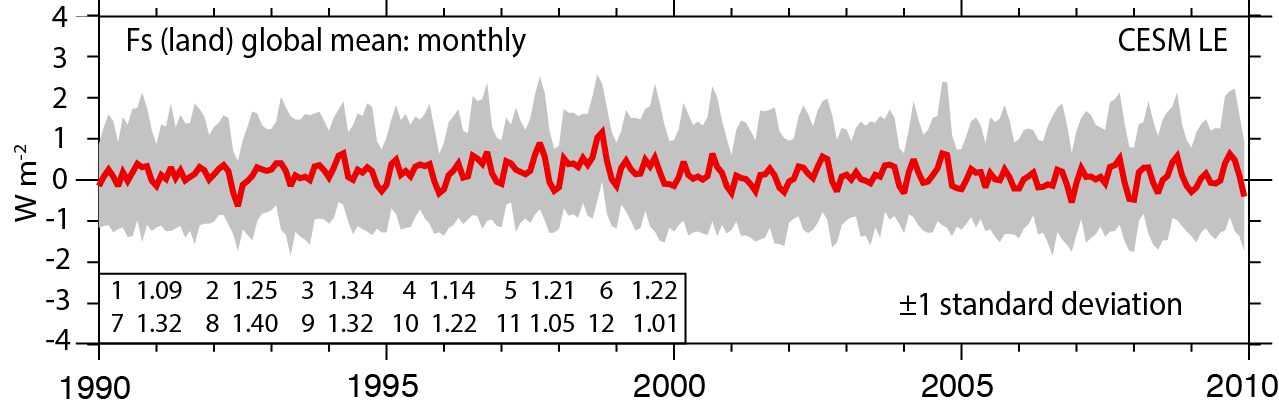 4
Fs (land) global mean: monthly CESM LE
3
2
1
0
-1
-2
-3
-4
W m-2
±1 standard deviation
1 1.09 2 1.25 3 1.34 4 1.14 5 1.21 6 1.22
7 1.32 8 1.40 9 1.32 10 1.22 11 1.05 12 1.01
1990 1995 2000 2005 2010